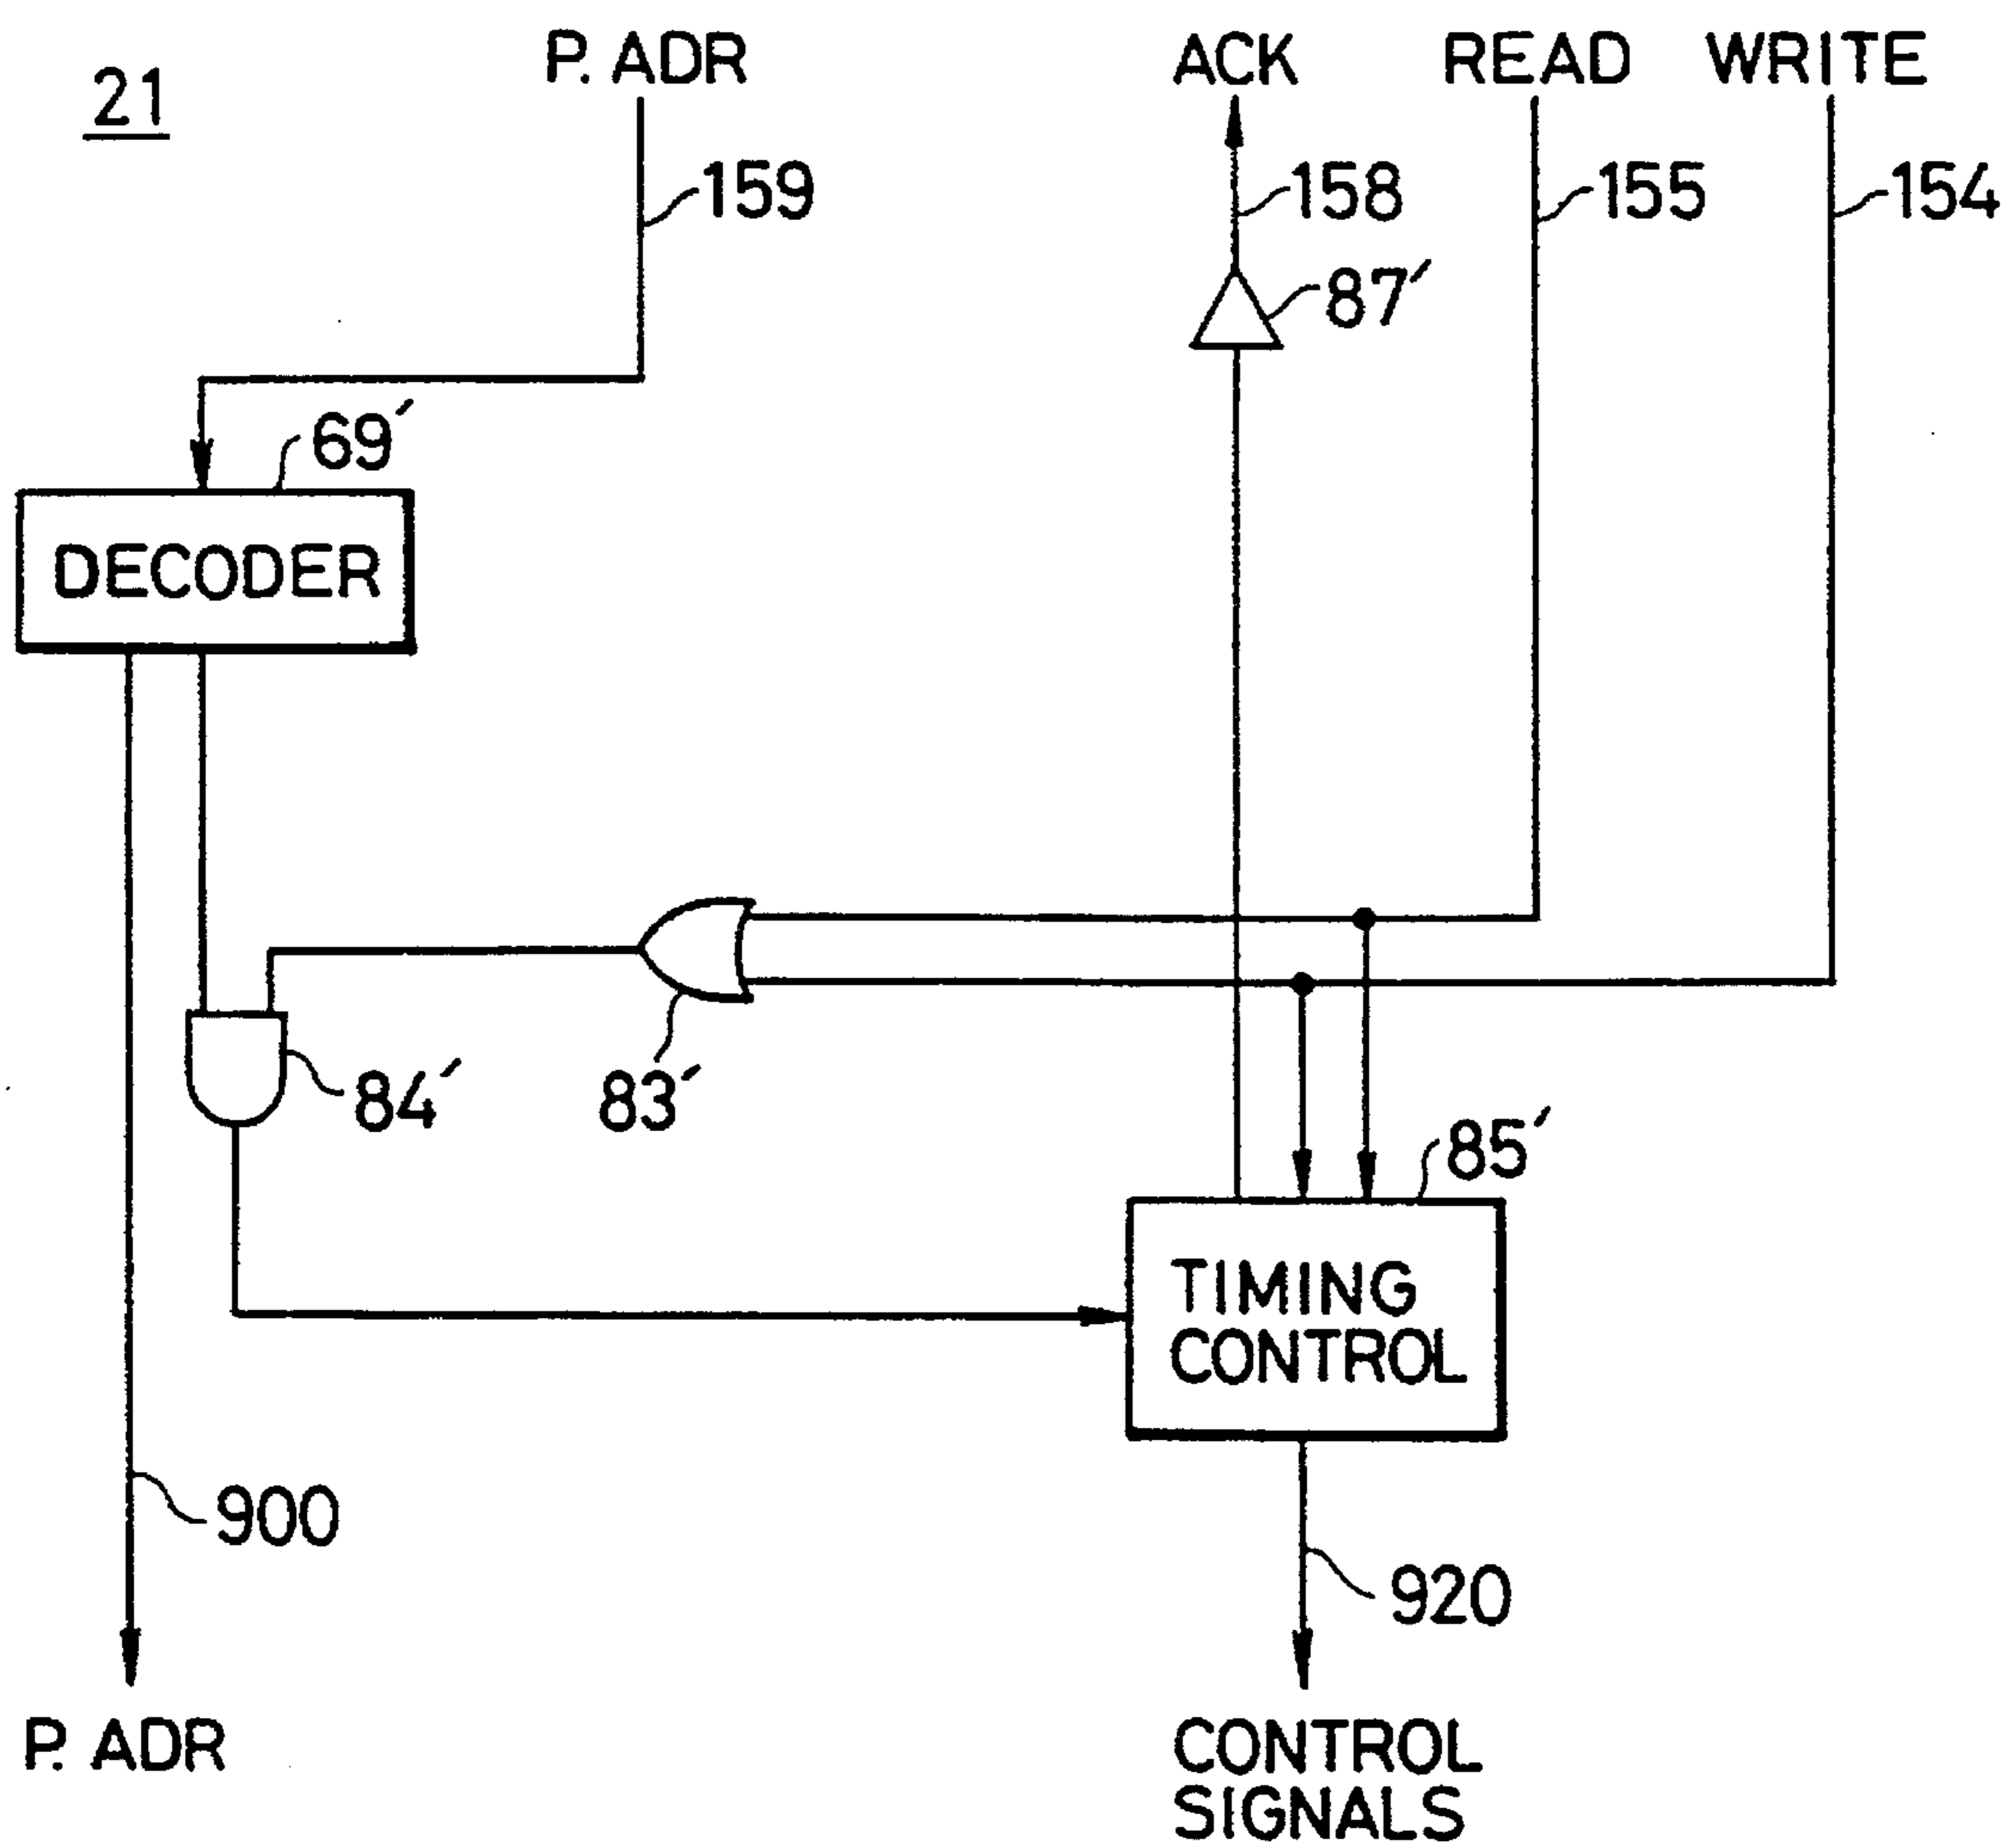 21
P. ADR
ACK
READ
WRITE
159
158
155
154
87′
69′
DECODER
84′
83′
85′
TIMING
CONTROL
900
920
P. ADR
CONTROL
SIGNALS